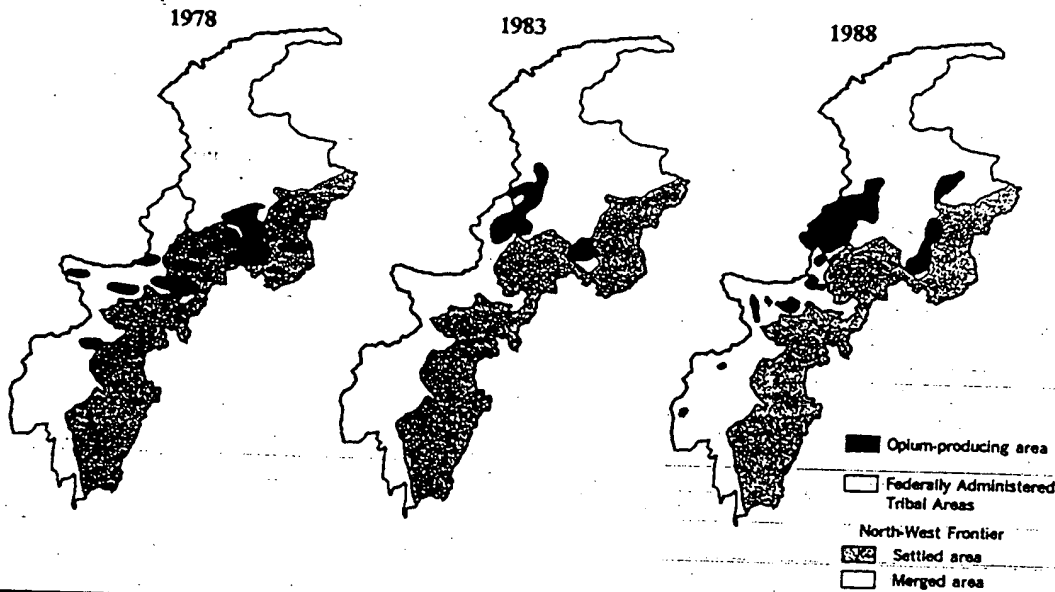 1978
1983
1988
Opium-producing area
Federally Administered
Tribal Areas
North-West Frontier
Settled area
Merged area